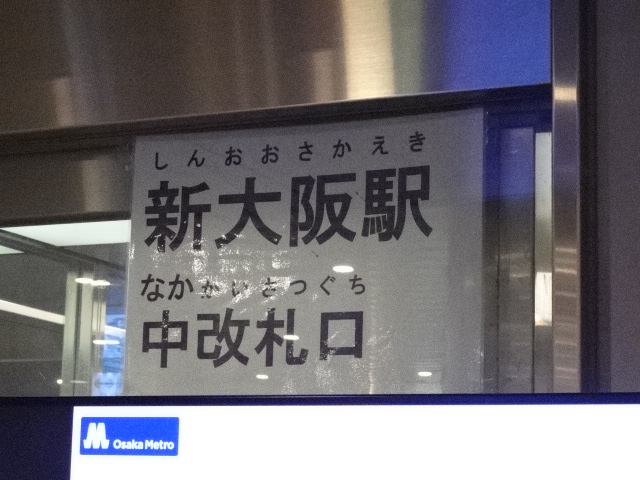 しんおおさかえき
新大阪駅
なかかいさつぐち
中改札口
Osaka Metro